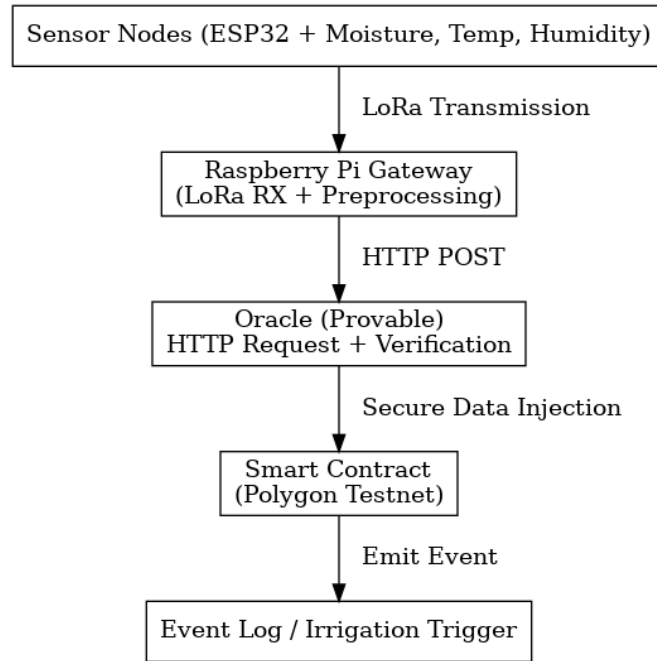 Sensor Nodes (ESP32 + Moisture, Temp, Humidity)
LoRa Transmission
Raspberry Pi Gateway
(LoRa RX + Preprocessing)
HTTP POST
Oracle (Provable)
HTTP Request + Verification
Secure Data Injection
Smart Contract
(Polygon Testnet)
Emit Event
Event Log / Irrigation Trigger